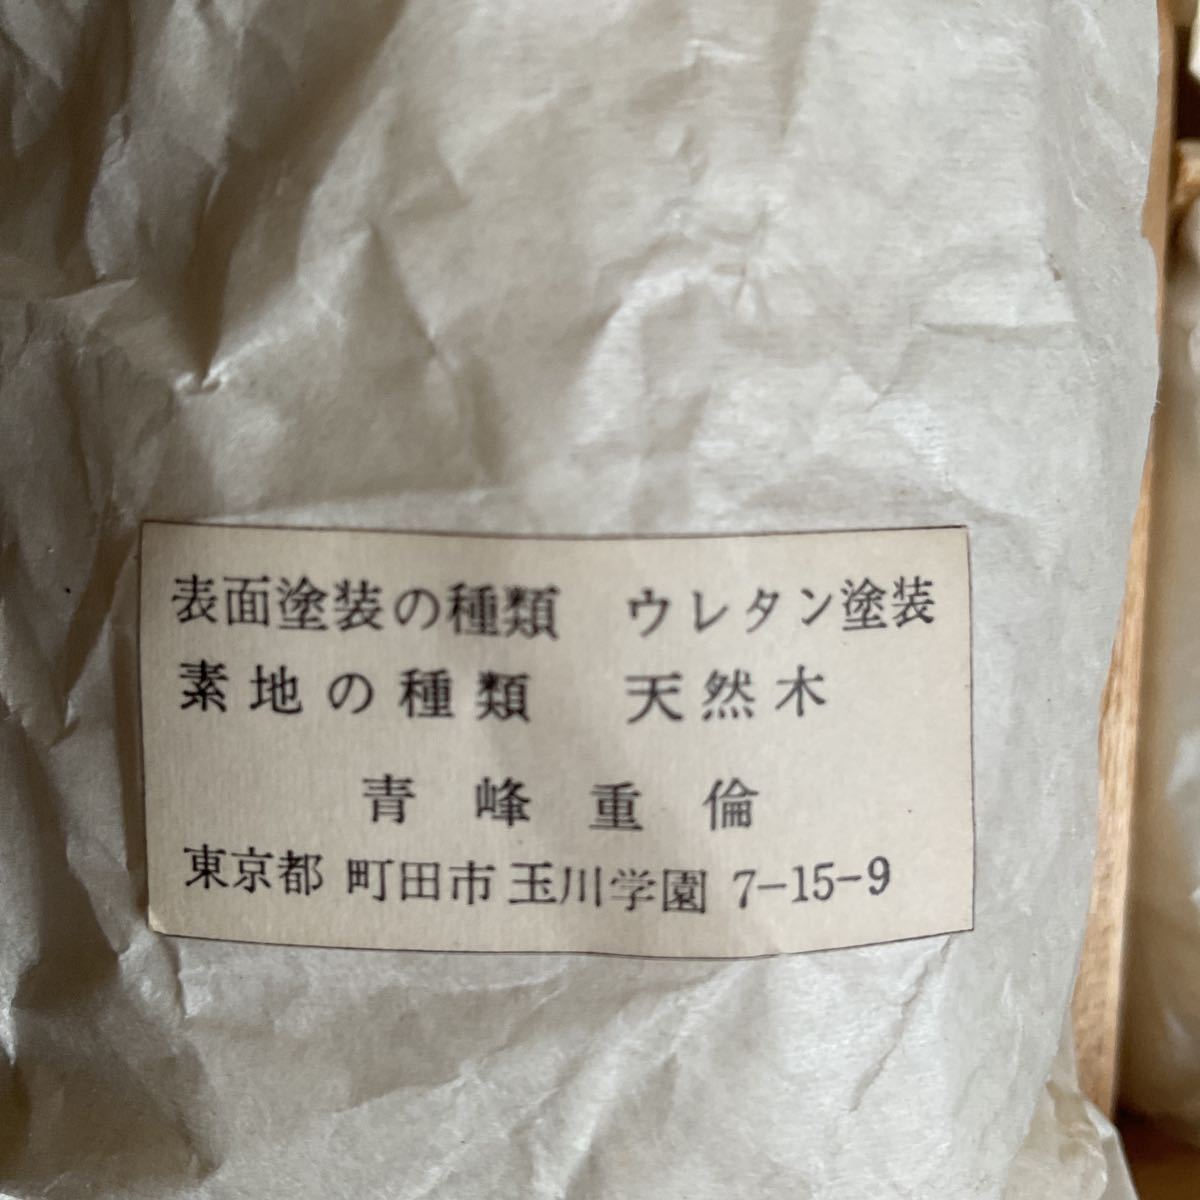 表面塗装の種類 ウレタン塗装
素地の種類 天然木
青峰重倫
東京都 町田市玉川学園 7-15-9